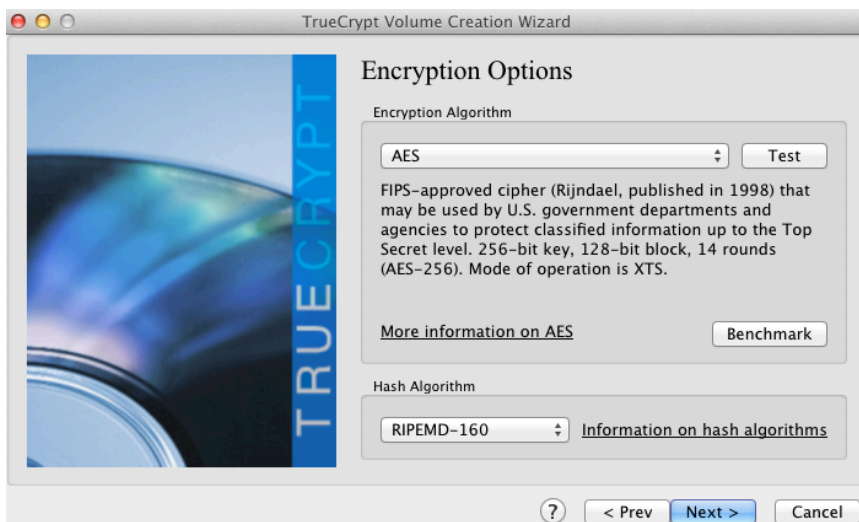 TrueCrypt Volume Creation Wizard
TRUECRYPT
Encryption Options
Encryption Algorithm
AES
Test
FIPS-approved cipher (Rijndael, published in 1998) that
may be used by U.S. government departments and
agencies to protect classified information up to the Top
Secret level. 256-bit key, 128-bit block, 14 rounds
(AES-256). Mode of operation is XTS.
More information on AES
Benchmark
Hash Algorithm
RIPEMD-160
Information on hash algorithms
?
< Prev
Next >
Cancel